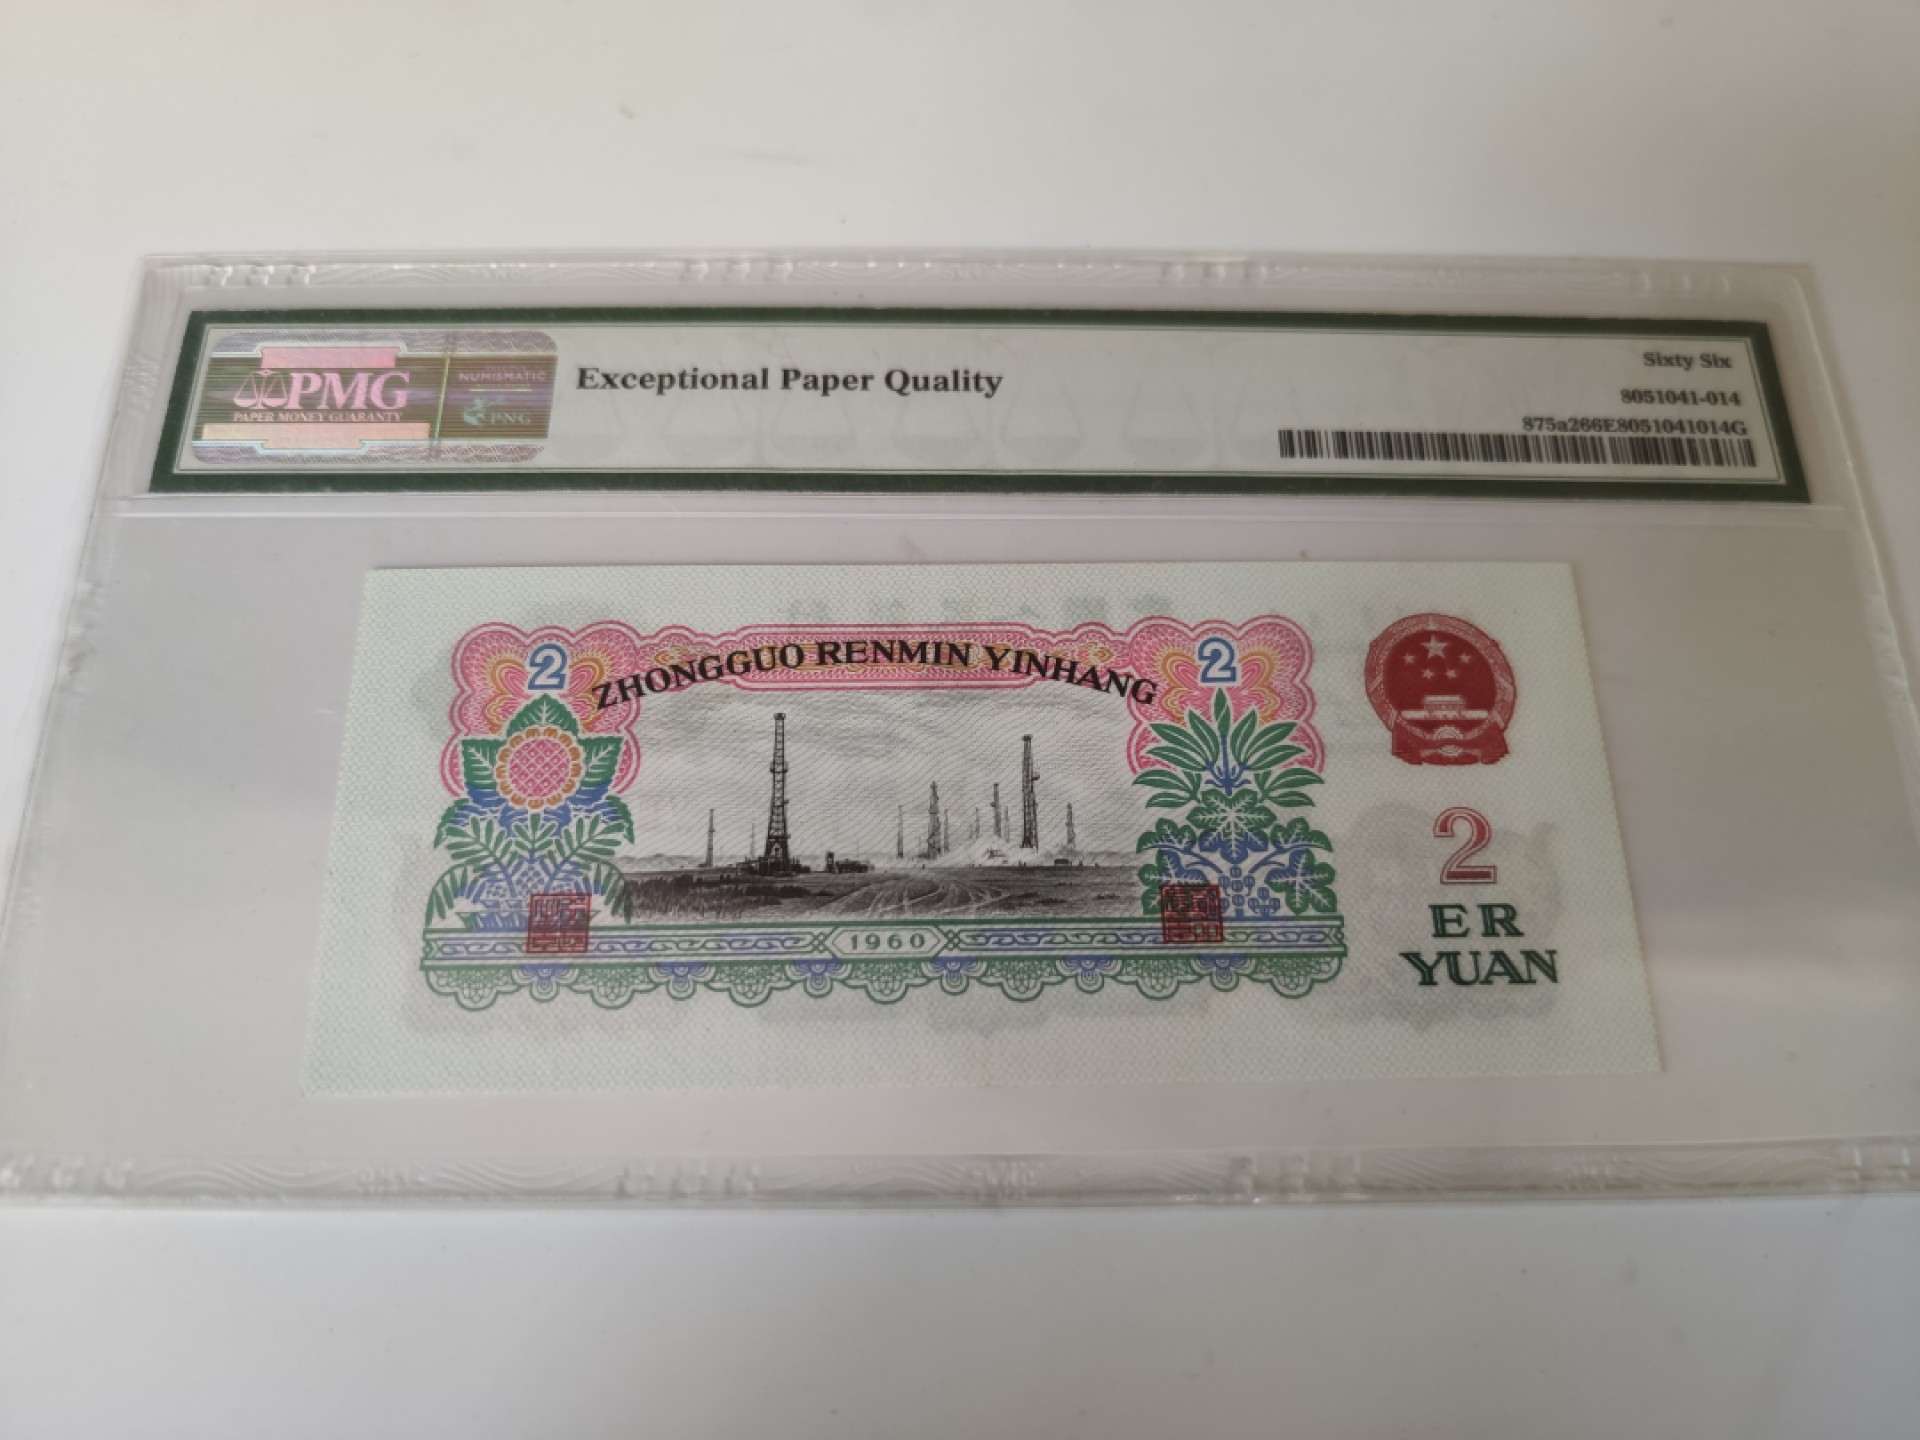 PMG
PAPER MONEY GUARANTY
NUMISMATIC
PNG
Exceptional Paper Quality
Sixty Six
8051041-014
875a266E8051041014G
2
ZHONGGUO RENMIN YINHANG
2
1960
2
ER
YUAN